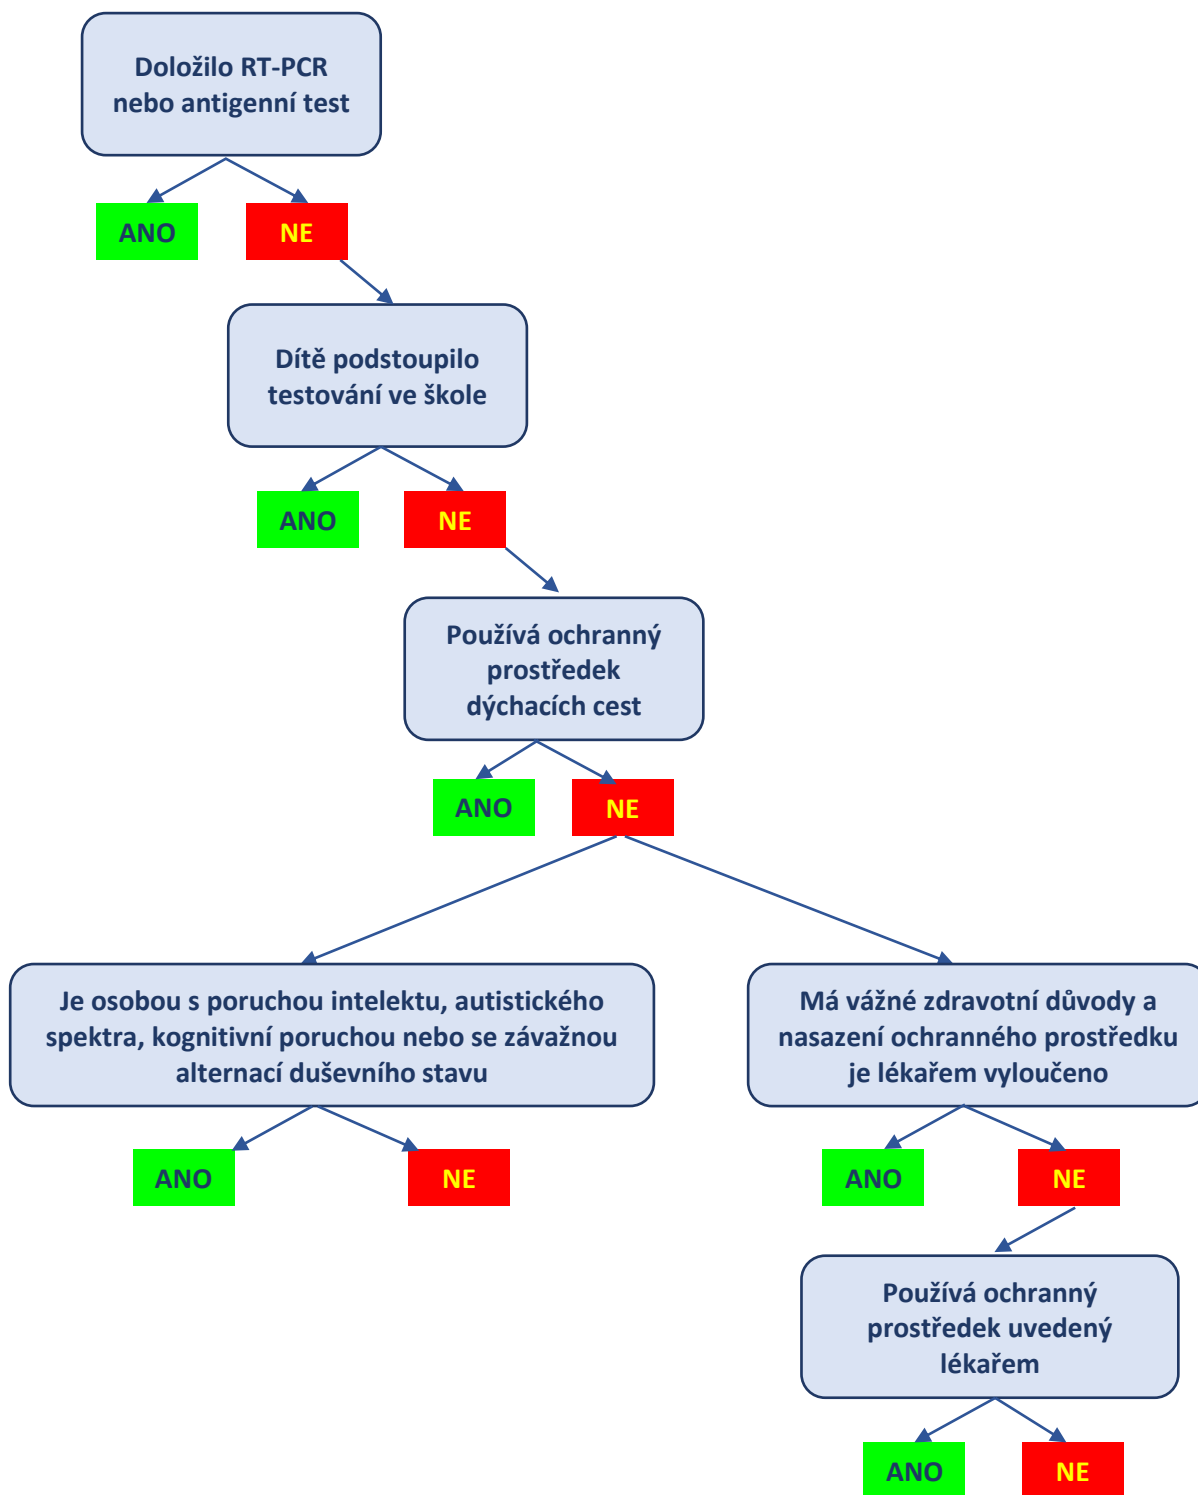 Doložilo RT-PCR
nebo antigenní test
ANO
NE
Dítě podstoupilo
testování ve škole
ANO
NE
Používá ochranný
prostředek
dýchacích cest
ANO
NE
Je osobou s poruchou intelektu, autistického
spektra, kognitivní poruchou nebo se závažnou
alternací duševního stavu
ANO
NE
Má vážné zdravotní důvody a
nasazení ochranného prostředku
je lékařem vyloučeno
ANO
NE
Používá ochranný
prostředek uvedený
lékařem
ANO
NE